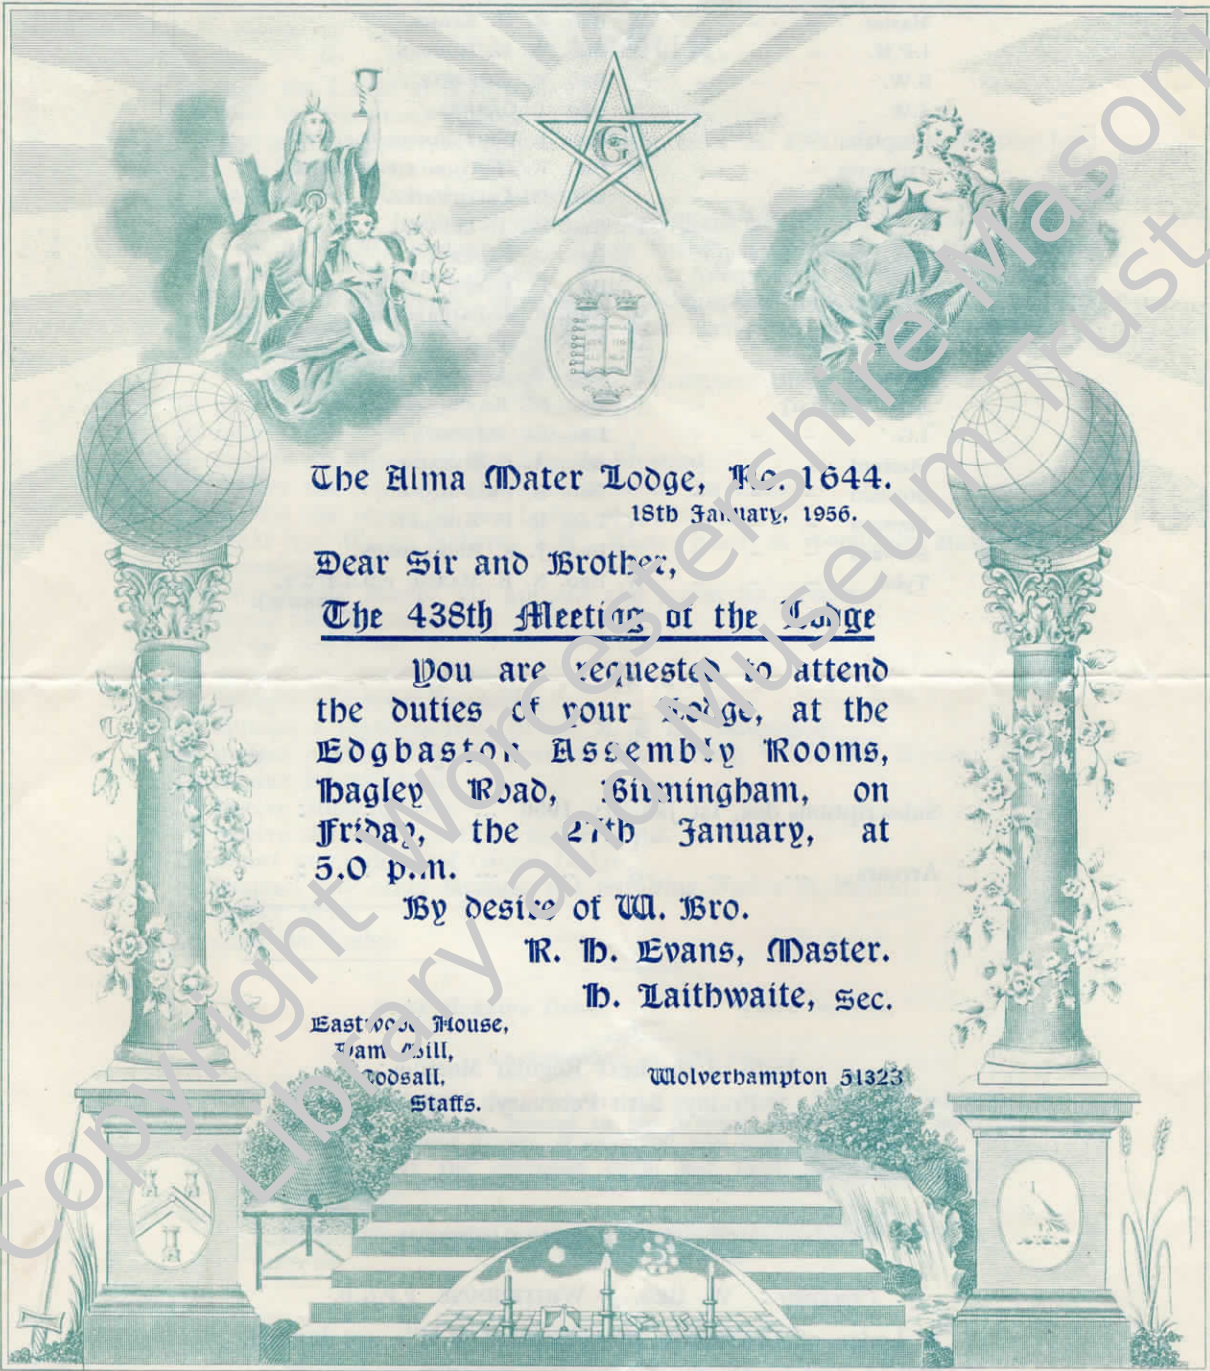 G
The Alma Mater Lodge, No. 1644.
18th January, 1956.
Dear Sir and Brother,
The 438th Meeting of the Lodge
You are requested to attend
the duties of your Lodge, at the
Edgbaston Assembly Rooms,
Hagley Road, Birmingham, on
Friday, the 27th January, at
5.0 p.m.
By desire of W. Bro.
R. H. Evans, Master.
H. Laithwaite, Sec.
Eastwood House,
Dam Mill,
Codsall,
Staffs.
Wolverhampton 51323
Copyright Worcestershire Mason
Library and Museum Trust